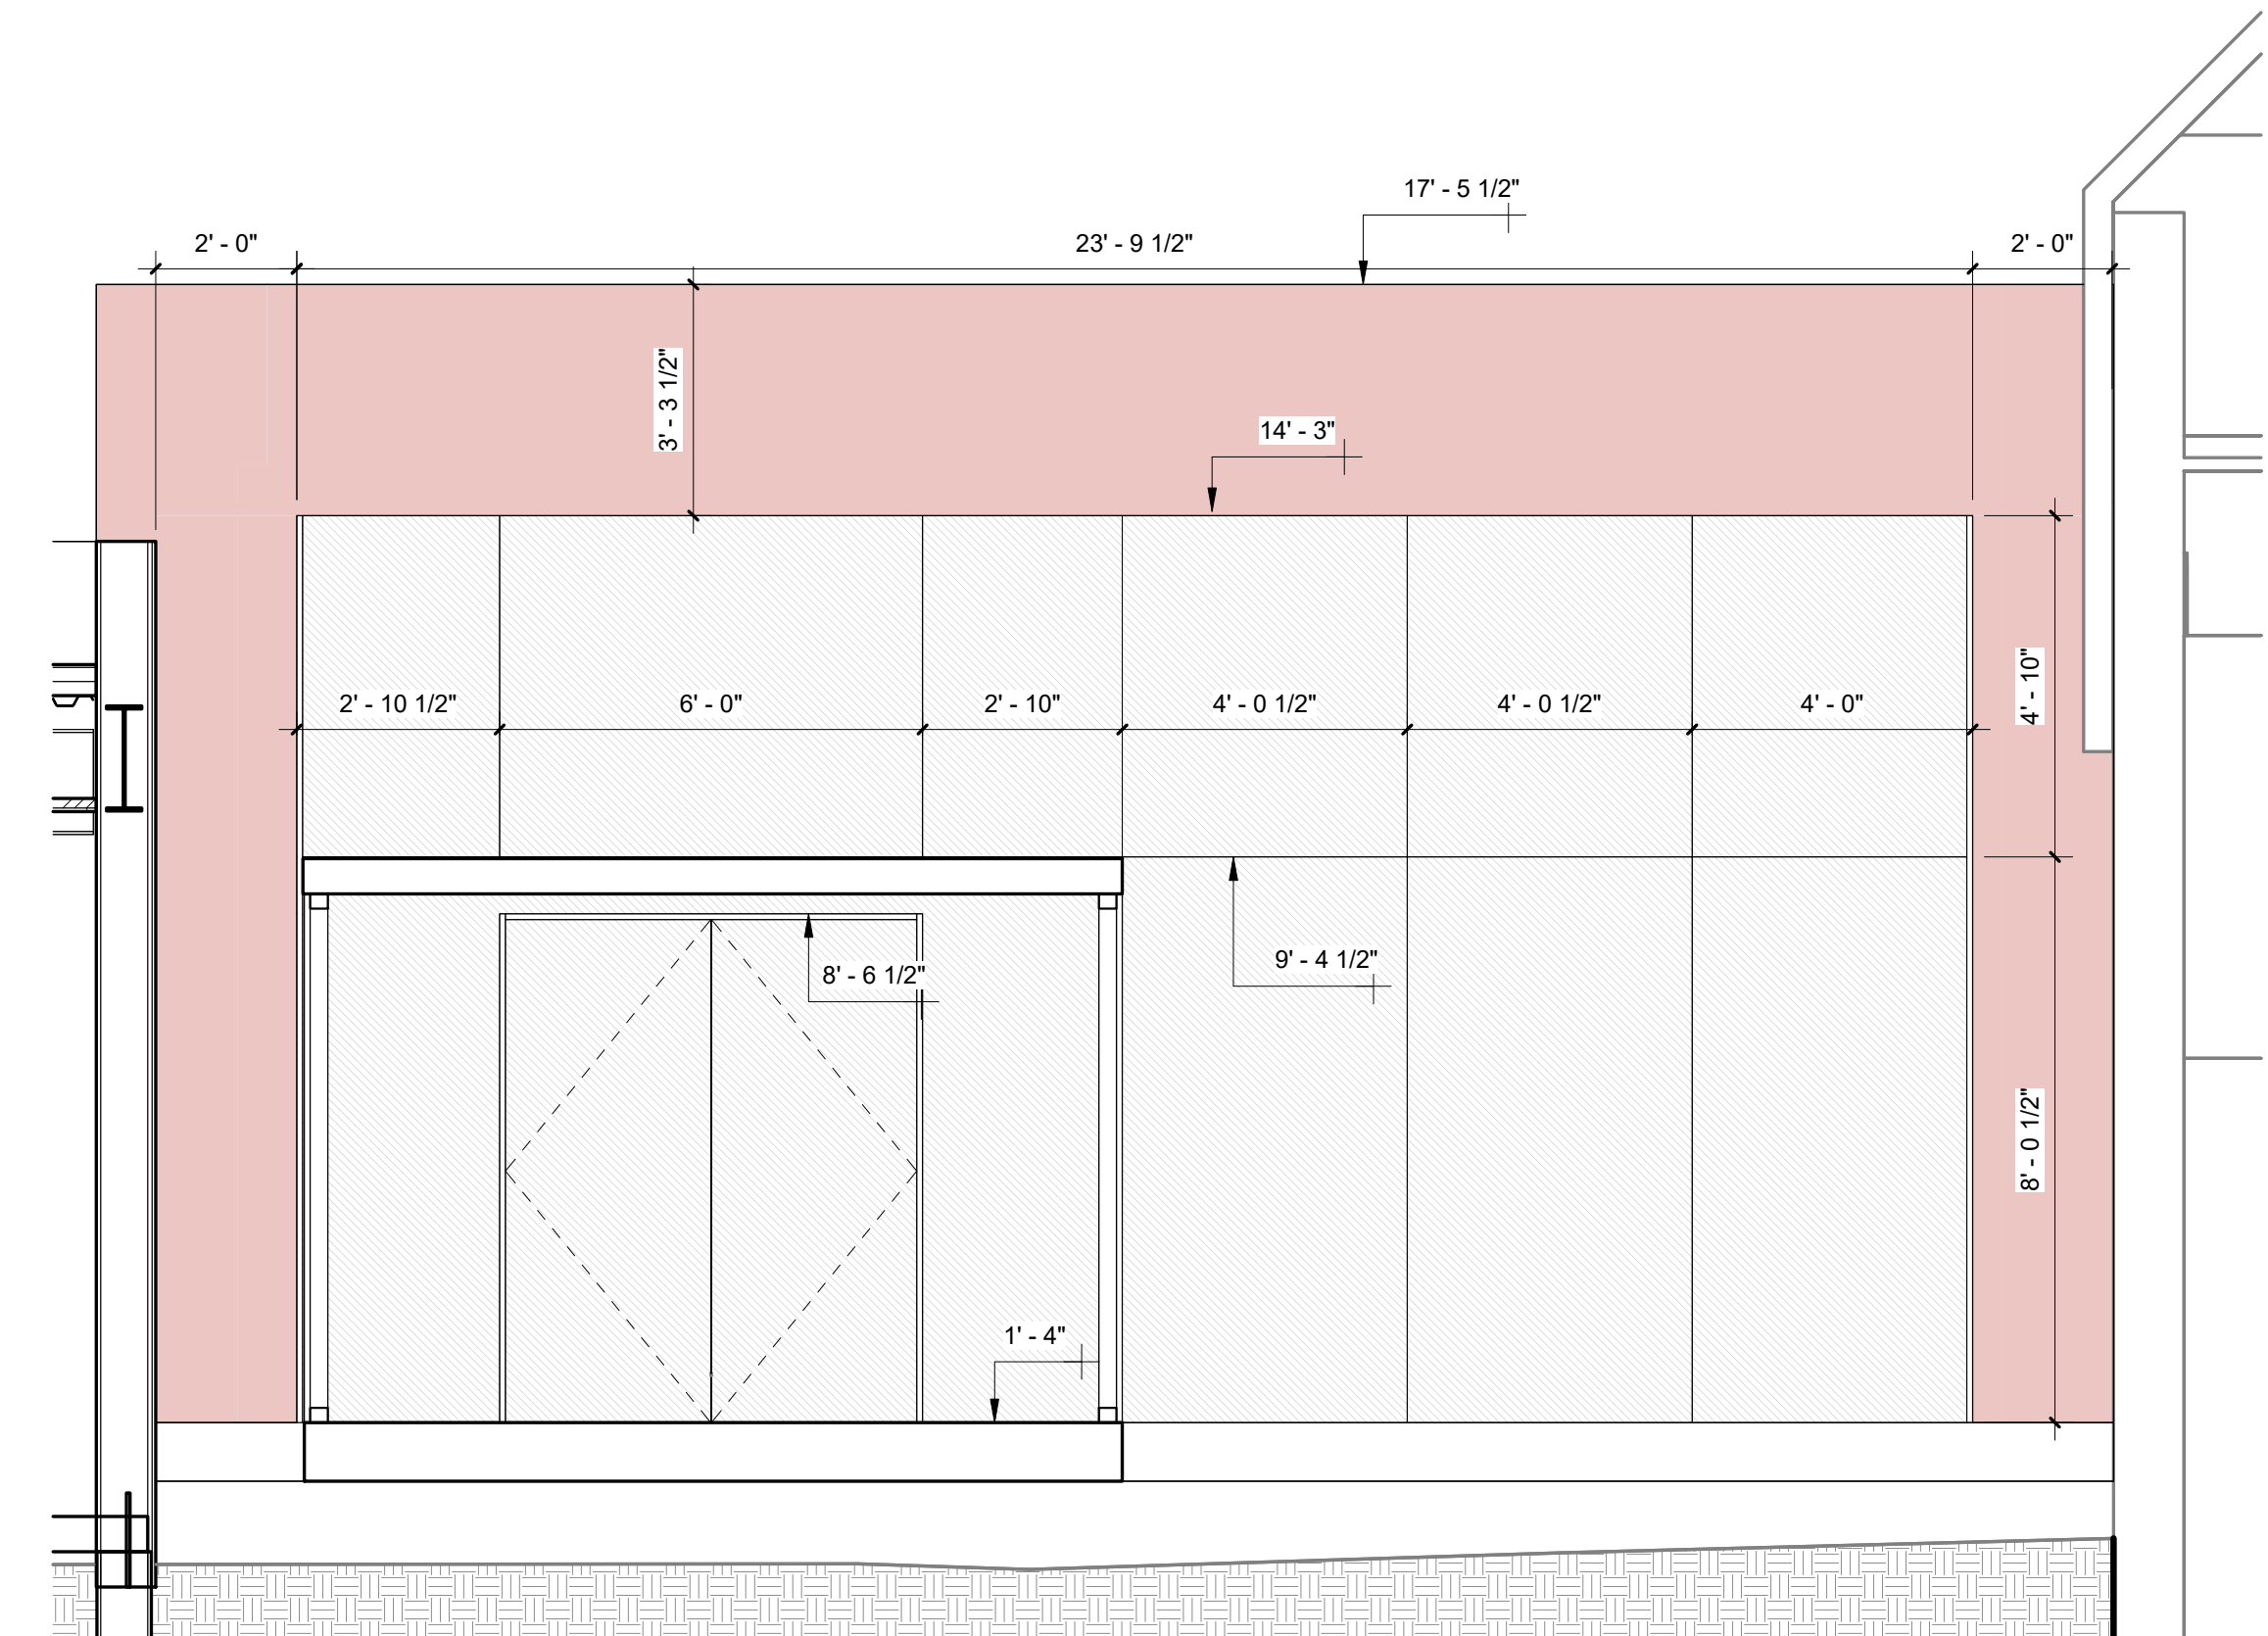 17' - 5 1/2"
2' - 0"
23' - 9 1/2"
2' - 0"
3' - 3 1/2"
14' - 3"
2' - 10 1/2"
6' - 0"
2' - 10"
4' - 0 1/2"
4' - 0 1/2"
4' - 0"
4' - 10"
8' - 6 1/2"
9' - 4 1/2"
8' - 0 1/2"
1' - 4"